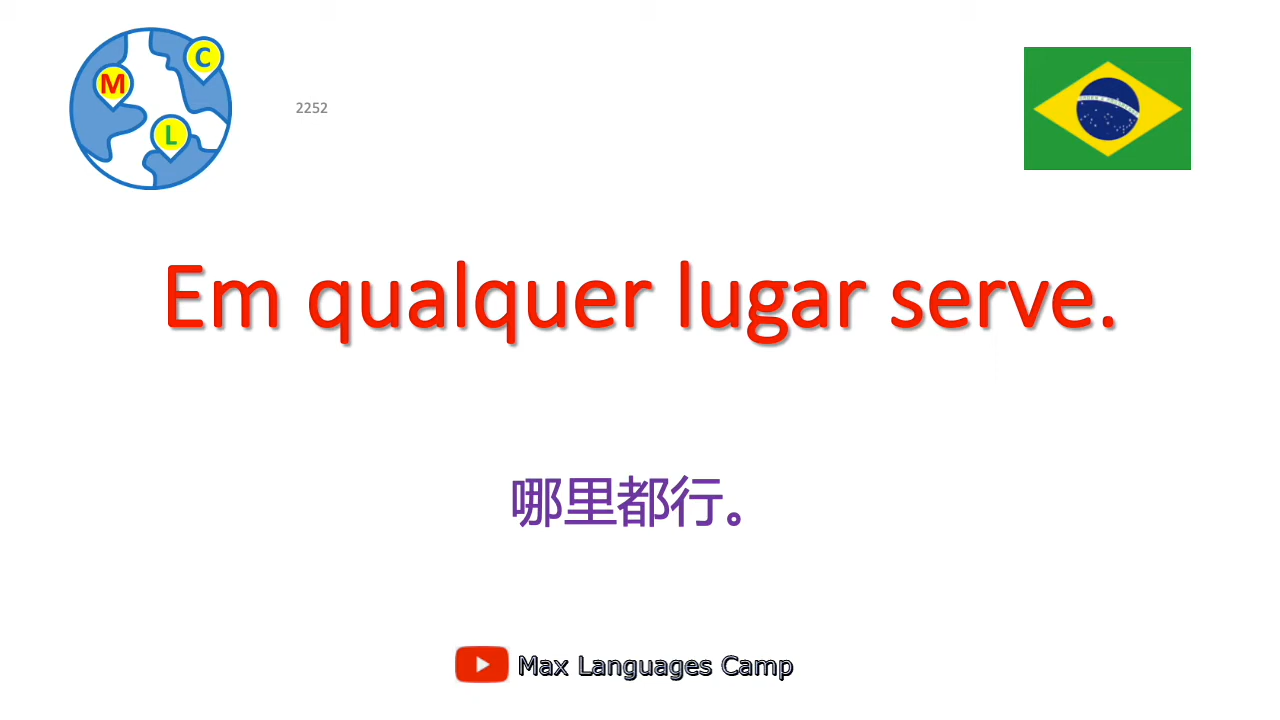 M
C
L
2252
Em qualquer lugar serve.
哪里都行。
Max Languages Camp